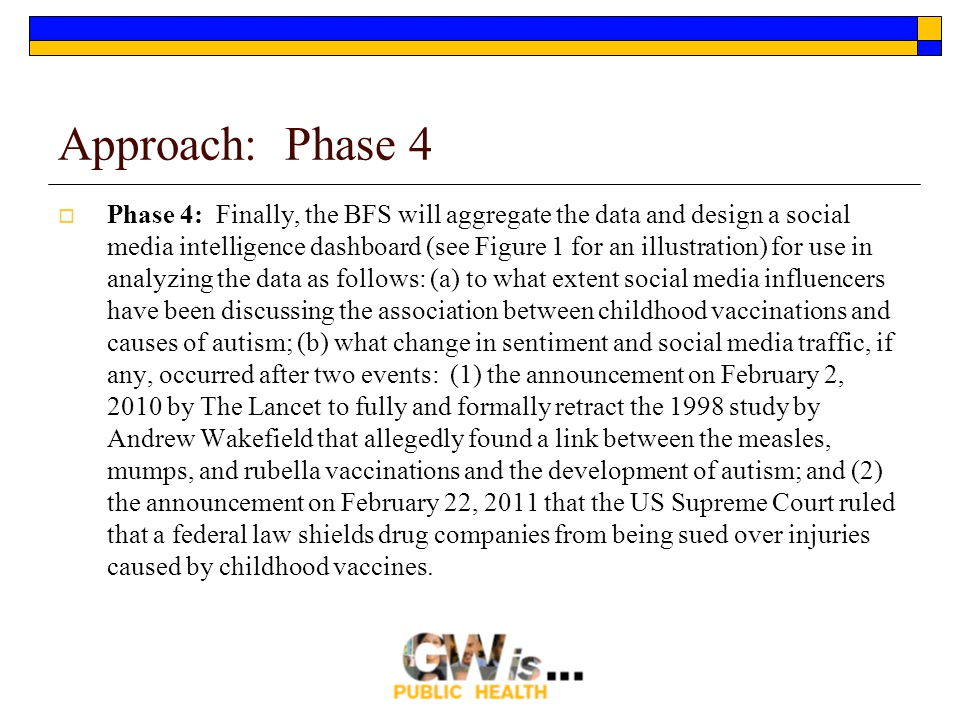 Approach:  Phase 4
Phase 4:  Finally, the BFS will aggregate the data and design a social
media intelligence dashboard (see Figure 1 for an illustration) for use in
analyzing the data as follows: (a) to what extent social media influencers
have been discussing the association between childhood vaccinations and
causes of autism; (b) what change in sentiment and social media traffic, if
any, occurred after two events:  (1) the announcement on February 2,
2010 by The Lancet to fully and formally retract the 1998 study by
Andrew Wakefield that allegedly found a link between the measles,
mumps, and rubella vaccinations and the development of autism; and (2)
the announcement on February 22, 2011 that the US Supreme Court ruled
that a federal law shields drug companies from being sued over injuries
caused by childhood vaccines.
GWis...
PUBLIC HEALTH